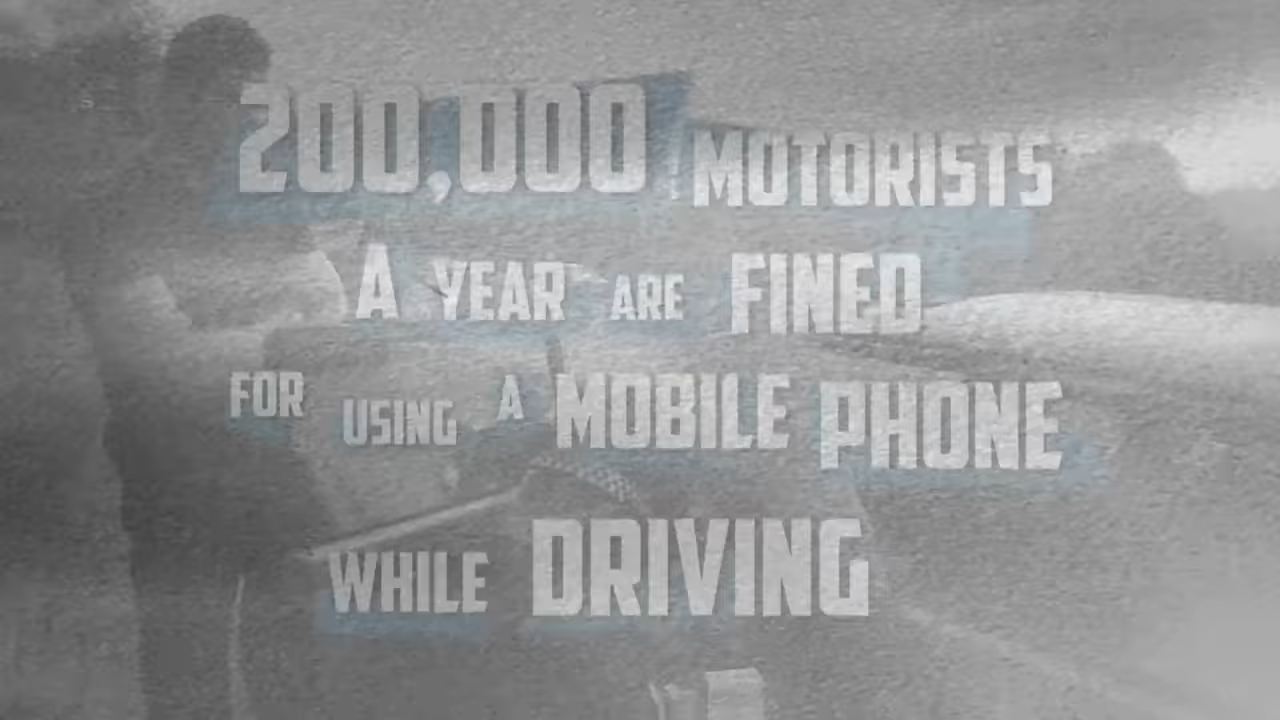 200,000 MOTORISTS
A YEAR ARE FINED
FOR USING A MOBILE PHONE
WHILE DRIVING